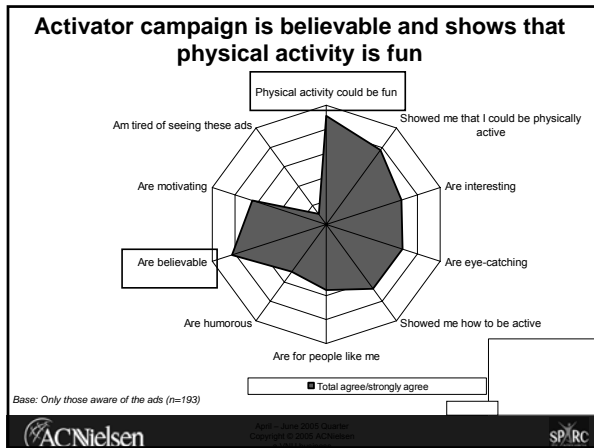 Activator campaign is believable and shows that
physical activity is fun
Physical activity could be fun
Am tired of seeing these ads
Showed me that I could be physically
active
Are motivating
Are interesting
Are believable
Are eye-catching
Are humorous
Showed me how to be active
Are for people like me
Total agree/strongly agree
Base: Only those aware of the ads (n=193)
April – June 2005 Quarter
Copyright © 2005 ACNielsen
ACNielsen
SPARC